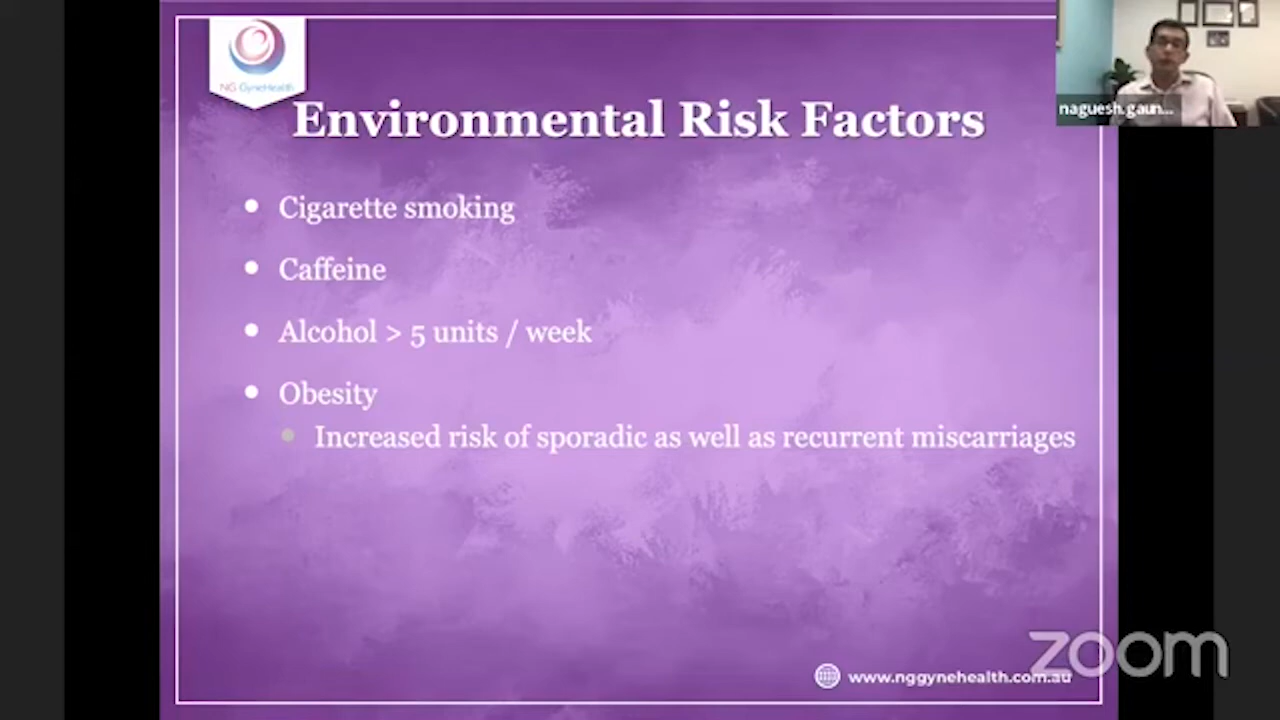 NG GyneHealth
Environmental Risk Factors
naguesh.gaun...
• Cigarette smoking
• Caffeine
• Alcohol > 5 units / week
• Obesity
• Increased risk of sporadic as well as recurrent miscarriages
zoom
www.nggynehealth.com.au